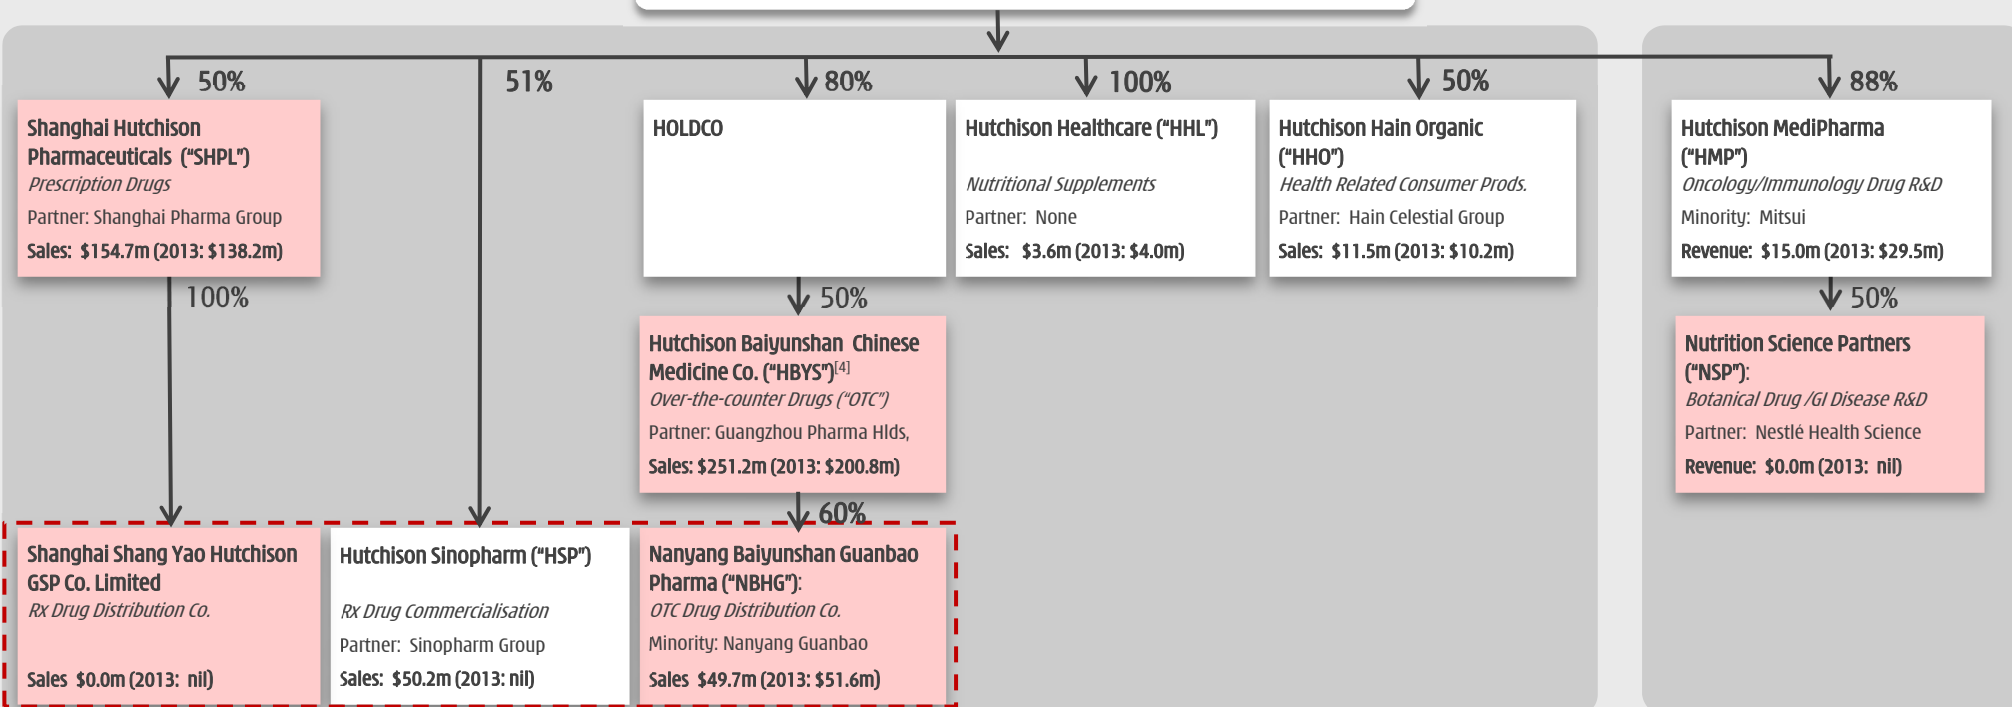 50%
51%
80%
100%
50%
88%
Shanghai Hutchison
Pharmaceuticals (“SHPL”)
Prescription Drugs
Partner: Shanghai Pharma Group
Sales: $154.7m (2013: $138.2m)
HOLDCO
Hutchison Healthcare (“HHL”)
Nutritional Supplements
Partner: None
Sales: $3.6m (2013: $4.0m)
Hutchison Hain Organic
(“HHO”)
Health Related Consumer Prods.
Partner: Hain Celestial Group
Sales: $11.5m (2013: $10.2m)
Hutchison MediPharma
(“HMP”)
Oncology/Immunology Drug R&D
Minority: Mitsui
Revenue: $15.0m (2013: $29.5m)
100%
50%
50%
Hutchison Baiyunshan Chinese
Medicine Co. (“HBYS”)[4]
Over-the-counter Drugs (“OTC”)
Partner: Guangzhou Pharma Hlds,
Sales: $251.2m (2013: $200.8m)
Nutrition Science Partners
(“NSP”):
Botanical Drug /GI Disease R&D
Partner: Nestlé Health Science
Revenue: $0.0m (2013: nil)
60%
Shanghai Shang Yao Hutchison
GSP Co. Limited
Rx Drug Distribution Co.
Sales $0.0m (2013: nil)
Hutchison Sinopharm (“HSP”)
Rx Drug Commercialisation
Partner: Sinopharm Group
Sales: $50.2m (2013: nil)
Nanyang Baiyunshan Guanbao
Pharma (“NBHG”):
OTC Drug Distribution Co.
Minority: Nanyang Guanbao
Sales $49.7m (2013: $51.6m)